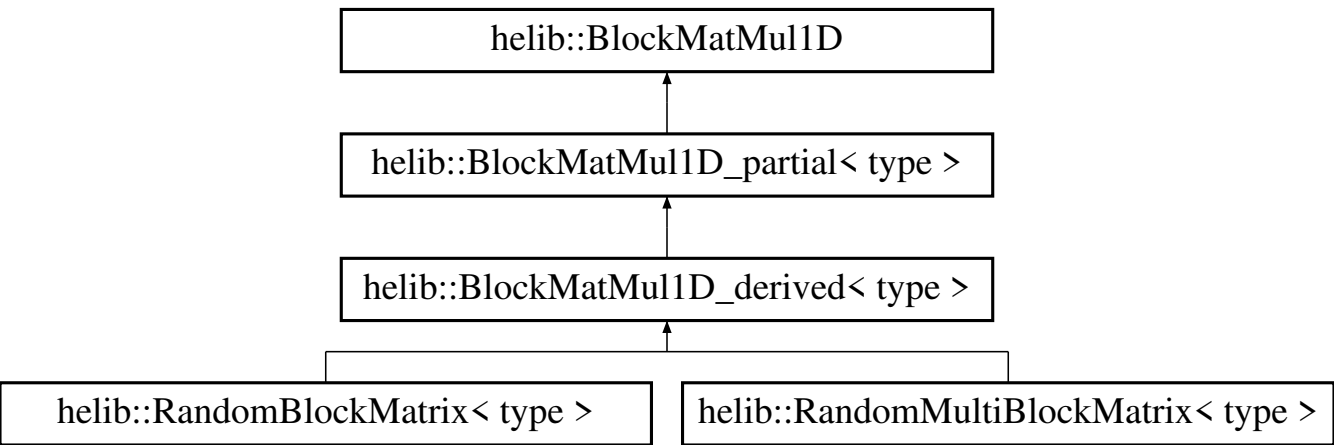 helib::BlockMatMul1D
helib::BlockMatMul1D_partial< type >
helib::BlockMatMul1D_derived< type >
helib::RandomBlockMatrix< type >
helib::RandomMultiBlockMatrix< type >